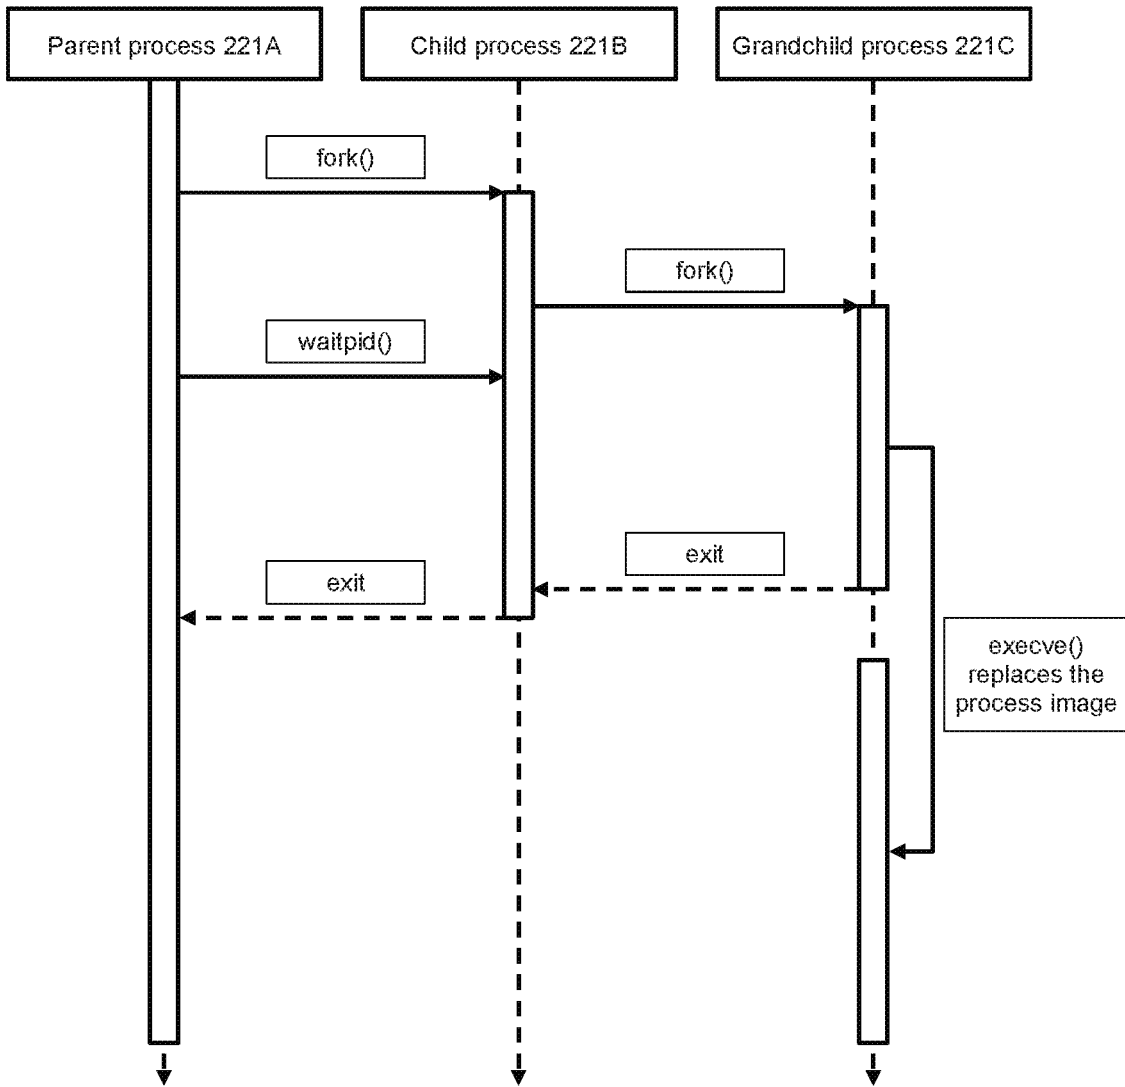 Parent process 221A
Child process 221B
Grandchild process 221C
fork()
fork()
waitpid()
exit
exit
execve()
replaces the
process image